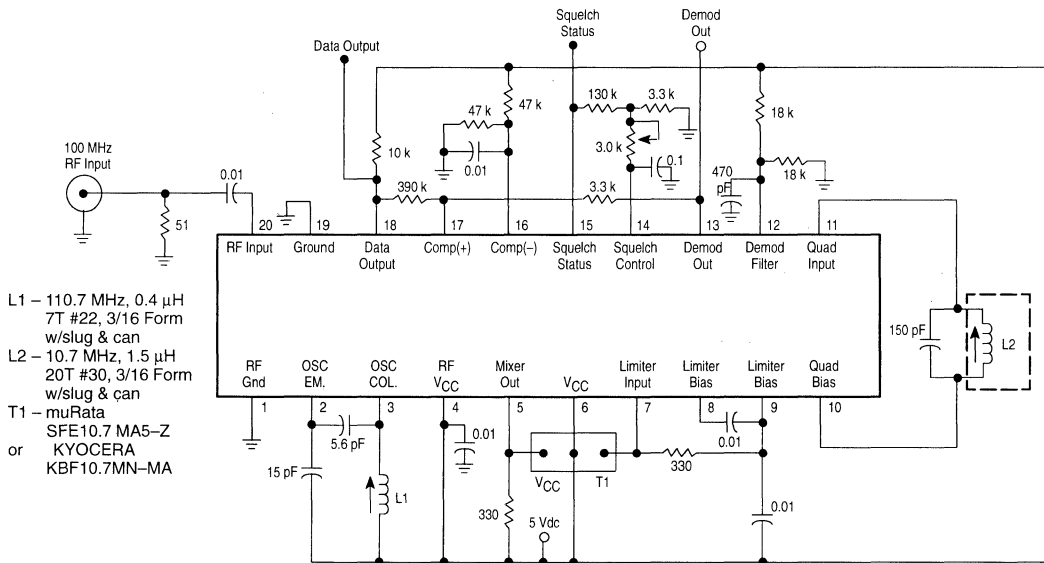 Squelch
Status
Demod
Out
Data Output
130 k
3.3 k
47 k
47 k
18 k
100 MHz
RF Input
10 k
0.01
3.0 k
0.1
0.01
390 k
3.3 k
470
pF
18 k
51
20
19
18
17
16
15
14
13
12
11
RF Input
Ground
Data
Output
Comp(+)
Comp(–)
Squelch
Status
Squelch
Control
Demod
Out
Demod
Filter
Quad
Input
L1 – 110.7 MHz, 0.4 μH
7T #22, 3/16 Form
w/slug & can
L2 – 10.7 MHz, 1.5 μH
20T #30, 3/16 Form
w/slug & can
T1 – muRata
SFE10.7 MA5–Z
or KYOCERA
KBF10.7MN–MA
150 pF
L2
RF
Gnd
OSC
EM.
OSC
COL.
RF
VCC
Mixer
Out
VCC
Limiter
Input
Limiter
Bias
Limiter
Bias
Quad
Bias
1
2
3
4
5
6
7
8
9
10
5.6 pF
0.01
0.01
15 pF
L1
VCC
T1
330
330
5 Vdc
0.01